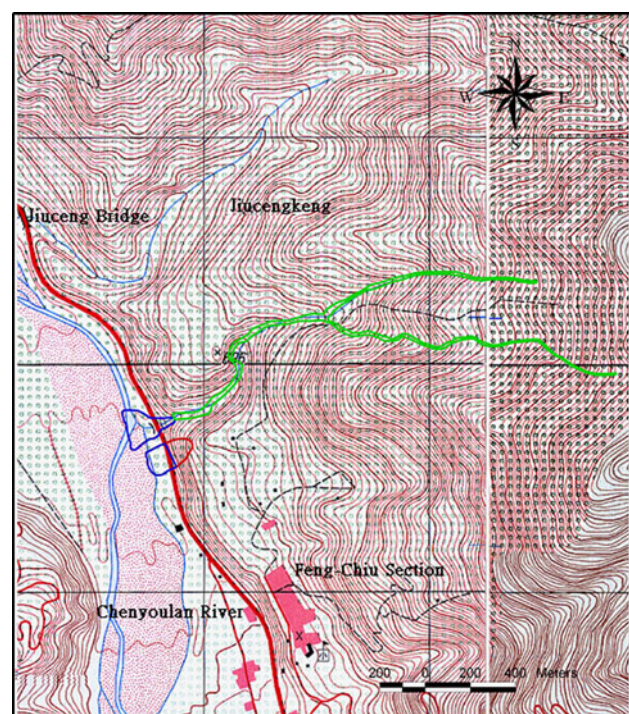 N
W E
S
Jiuceng Bridge
Jiucengkeng
Feng-Chiu Section
Chenyoulan River
200 0 200 400 Meters